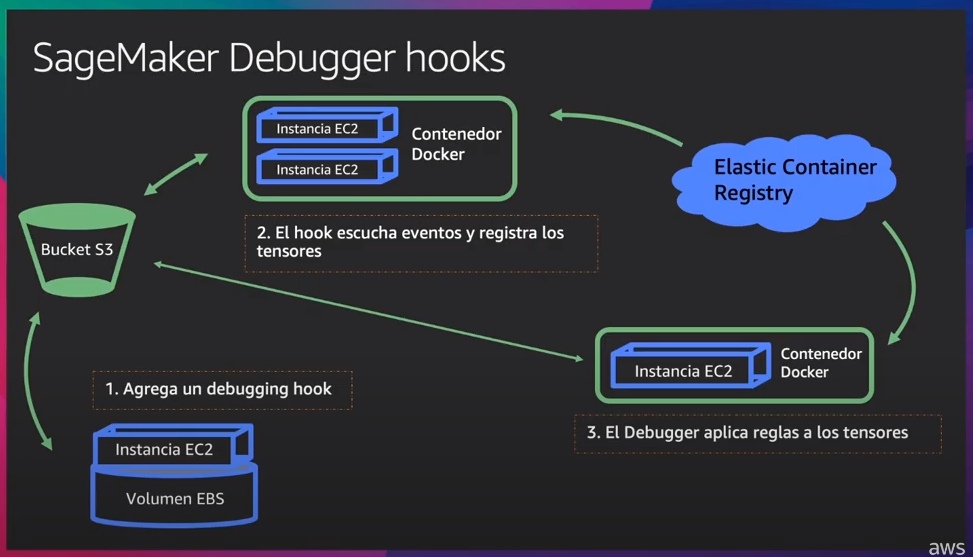 SageMaker Debugger hooks
Instancia EC2
Instancia EC2
Contenedor
Docker
Elastic Container
Registry
Bucket S3
2. El hook escucha eventos y registra los
tensores
Instancia EC2
Contenedor
Docker
1. Agrega un debugging hook
3. El Debugger aplica reglas a los tensores
Instancia EC2
Volumen EBS
aws